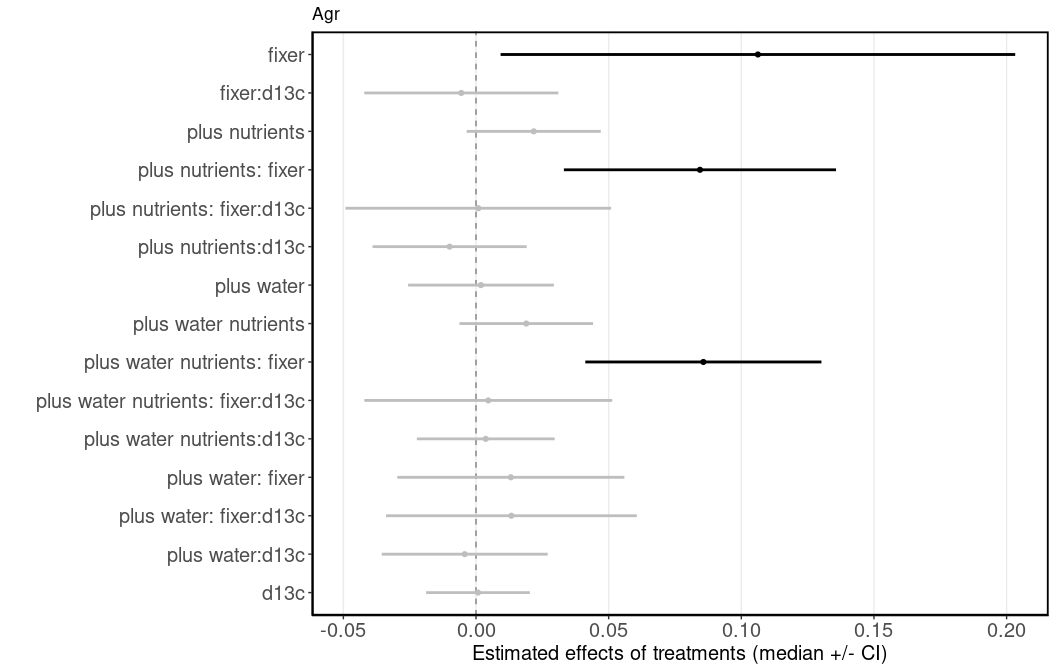 Agr
fixer
fixer:d13c
plus nutrients
plus nutrients: fixer
plus nutrients: fixer:d13c
plus nutrients:d13c
plus water
plus water nutrients
plus water nutrients: fixer
plus water nutrients: fixer:d13c
plus water nutrients:d13c
plus water: fixer
plus water: fixer:d13c
plus water:d13c
d13c
-0.05 0.00 0.05 0.10 0.15 0.20
Estimated effects of treatments (median +/- CI)